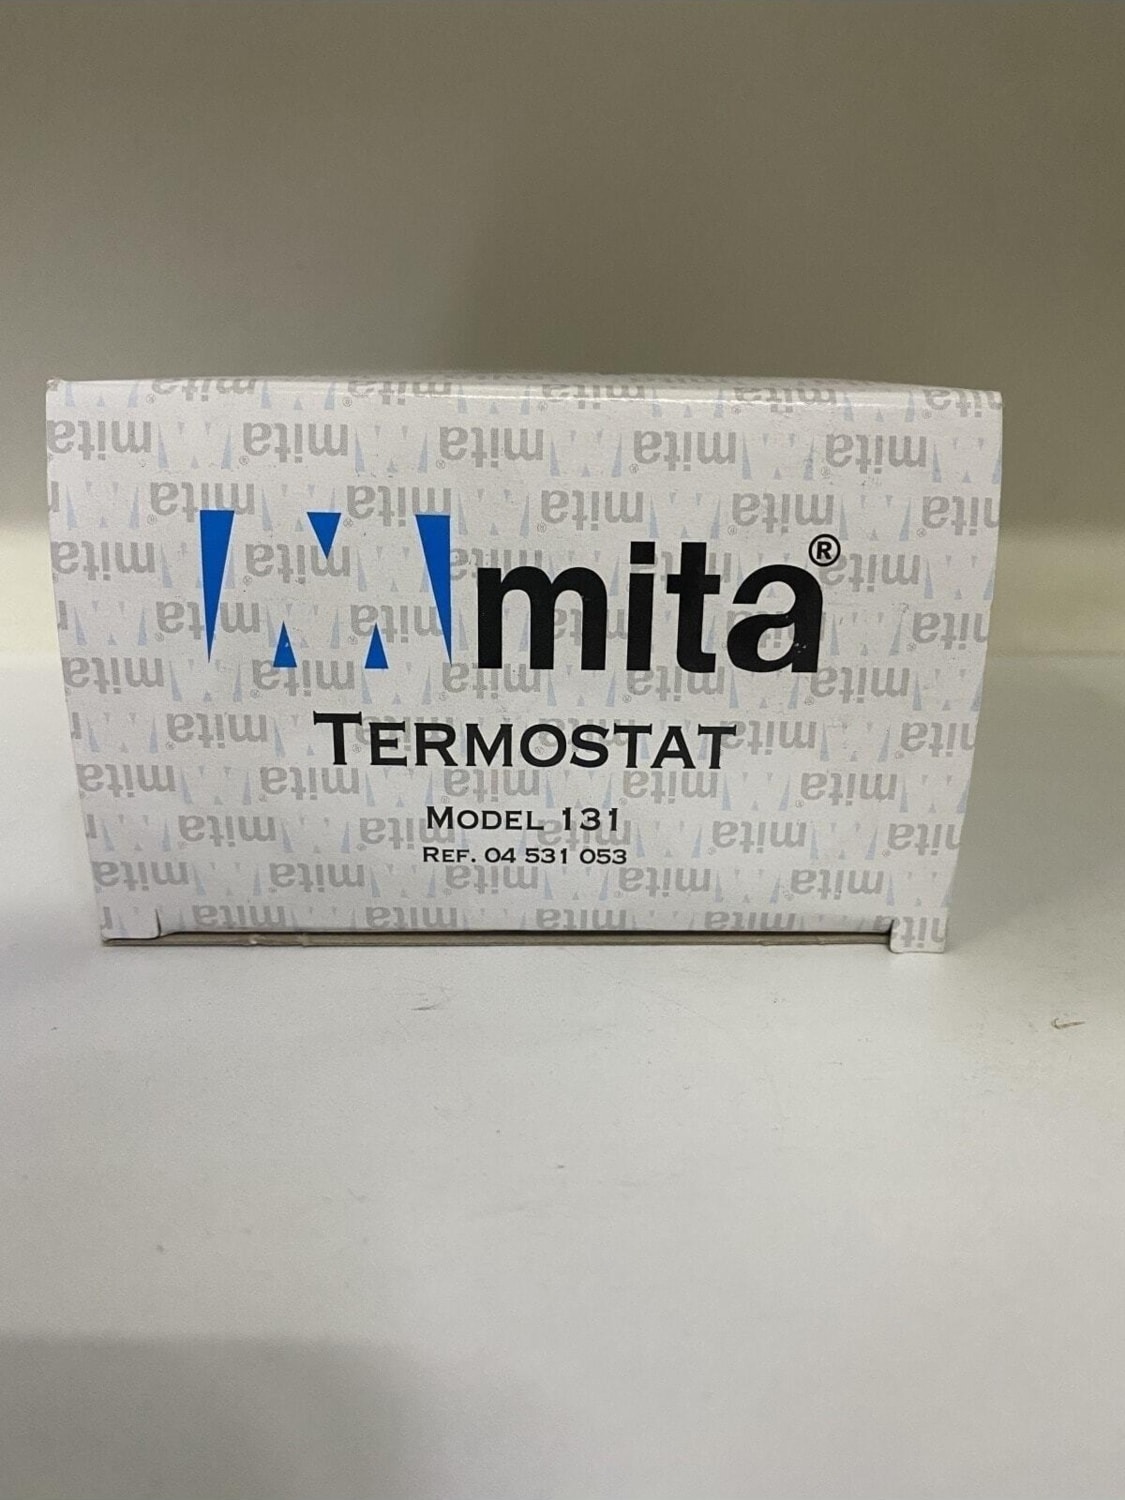 mita®
TERMOSTAT
MODEL 131
REF. 04 531 053